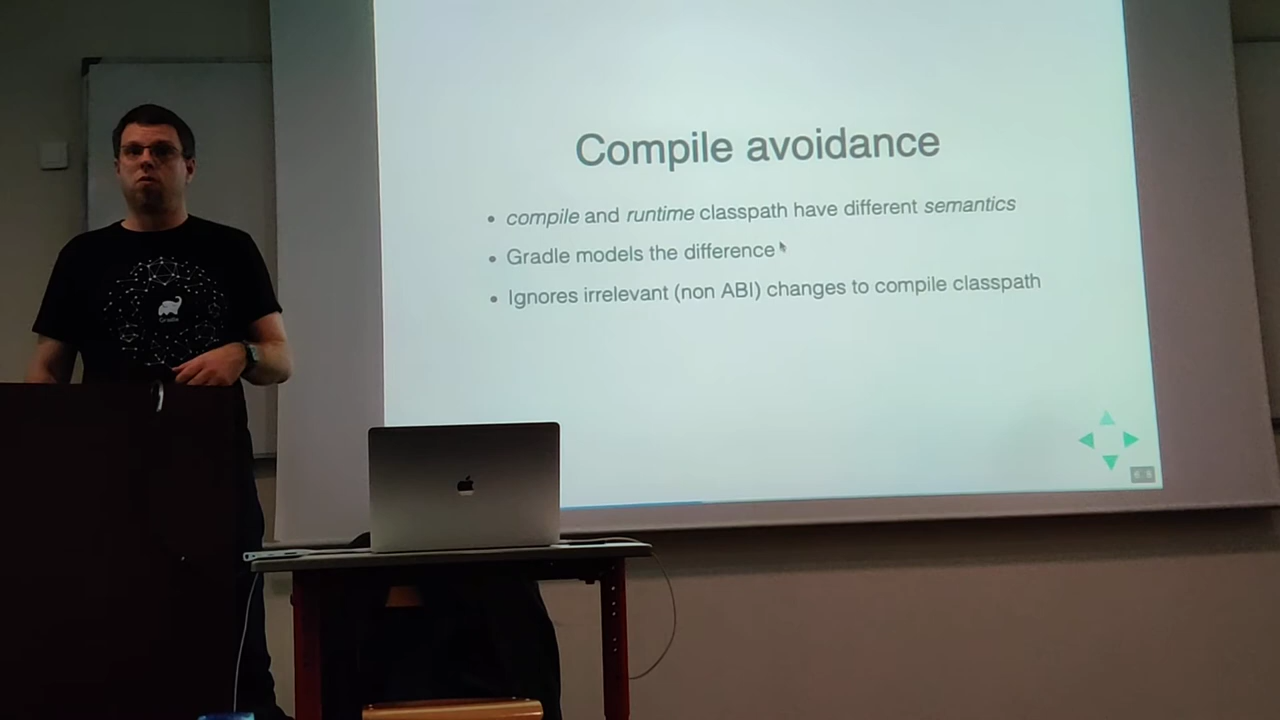 Compile avoidance
• compile and runtime classpath have different semantics
• Gradle models the difference
• Ignores irrelevant (non ABI) changes to compile classpath
Gradle